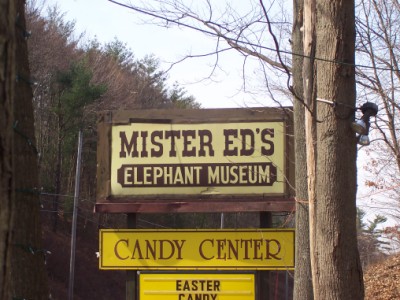 MISTER ED'S
ELEPHANT MUSEUM
CANDY CENTER
EASTER
CANDY